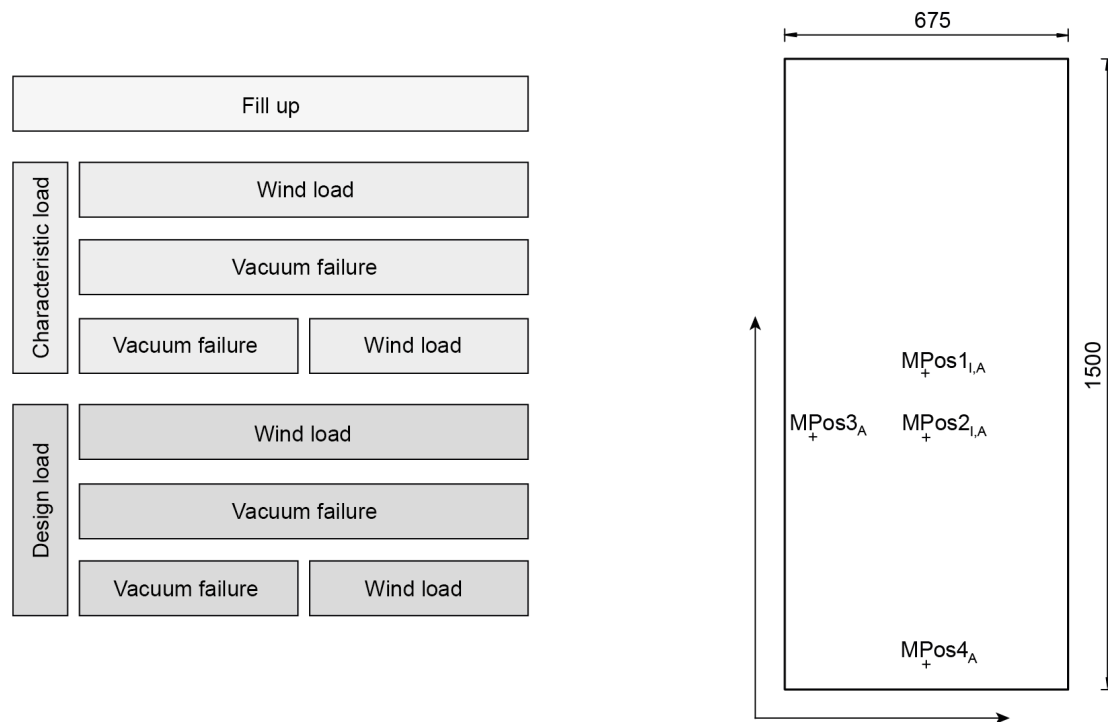 Fill up
Characteristic load
Wind load
Vacuum failure
Vacuum failure
Wind load
Design load
Wind load
Vacuum failure
Vacuum failure
Wind load
675
1500
MPos1I,A
MPos3A
MPos2I,A
MPos4A